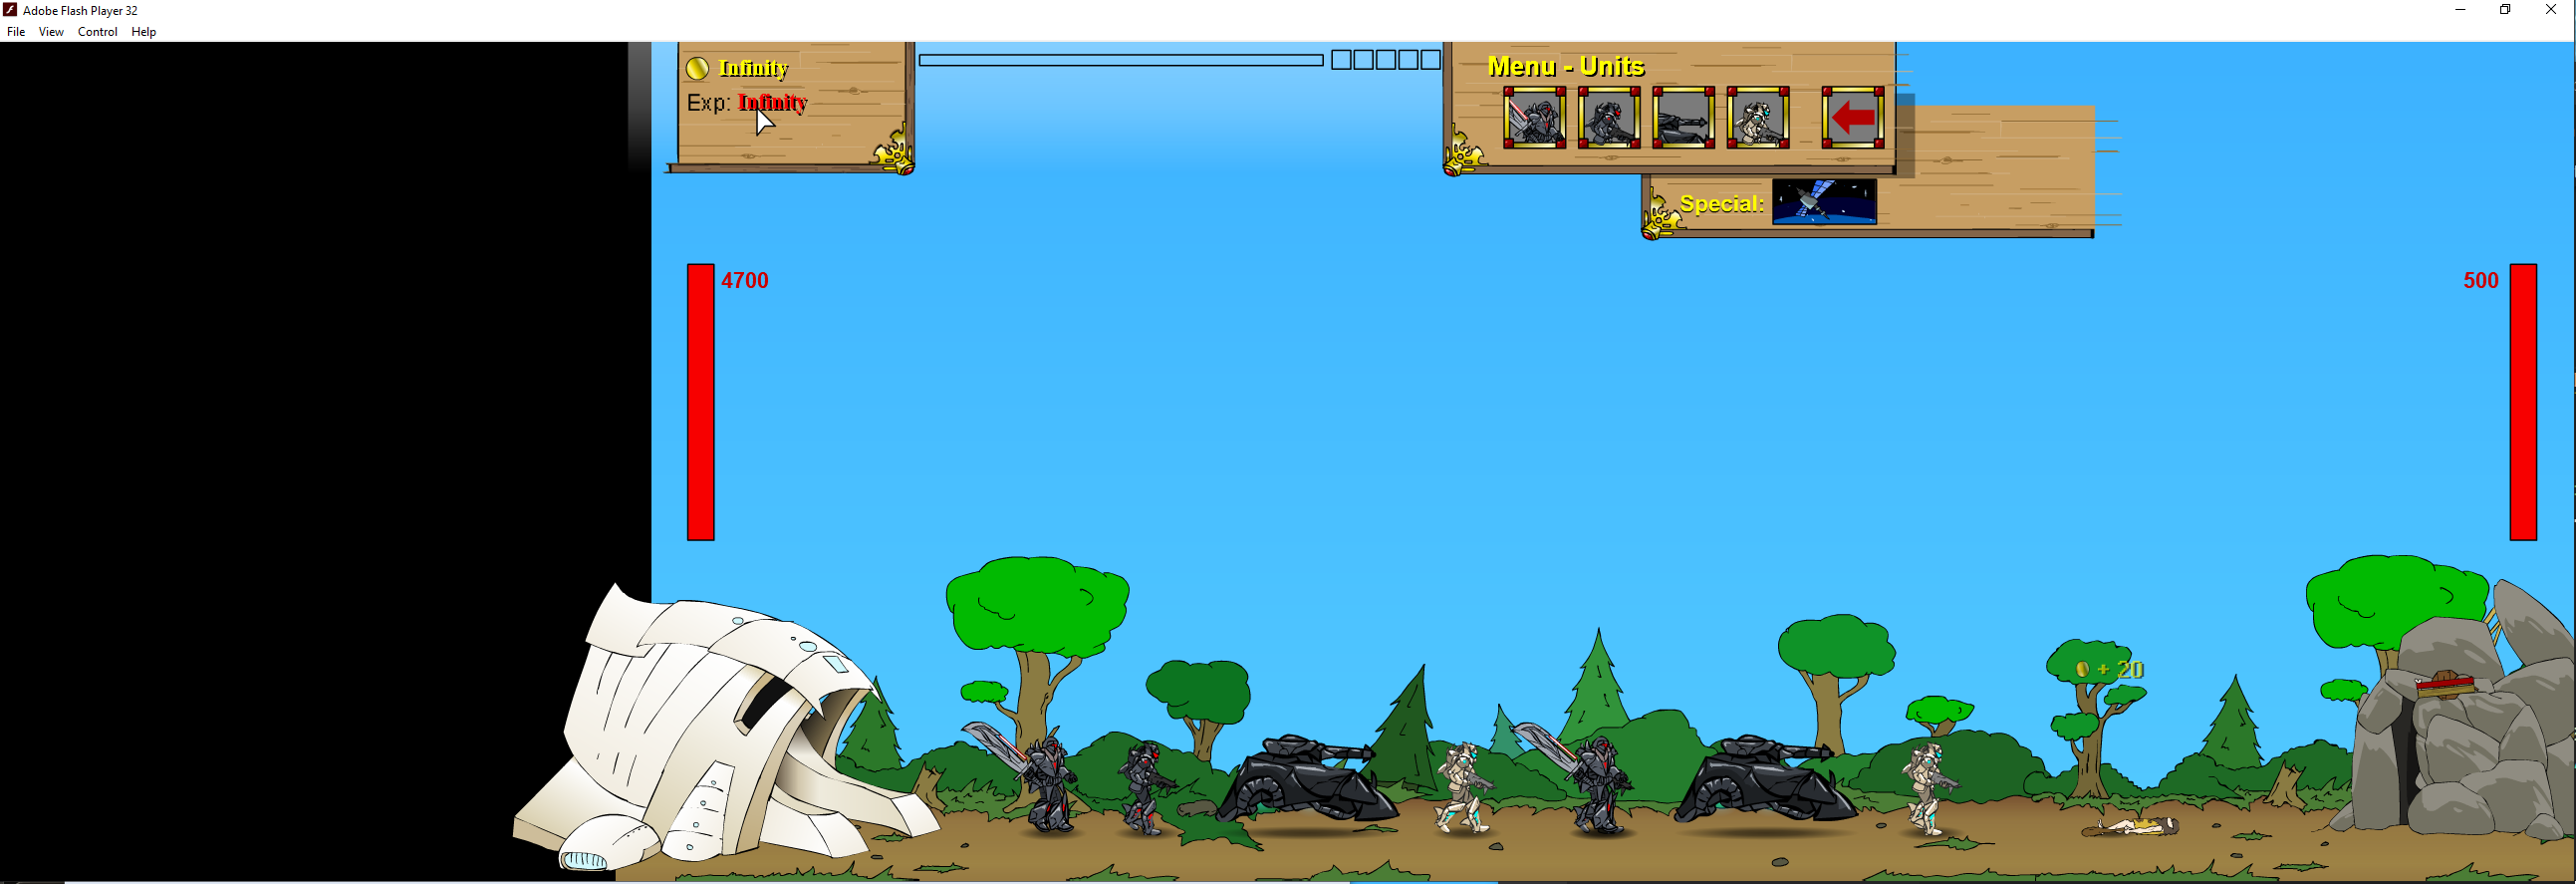 Adobe Flash Player 32
File View Control Help
Infinity
Exp: Infinity
Menu - Units
Special:
4700
500
+ 20